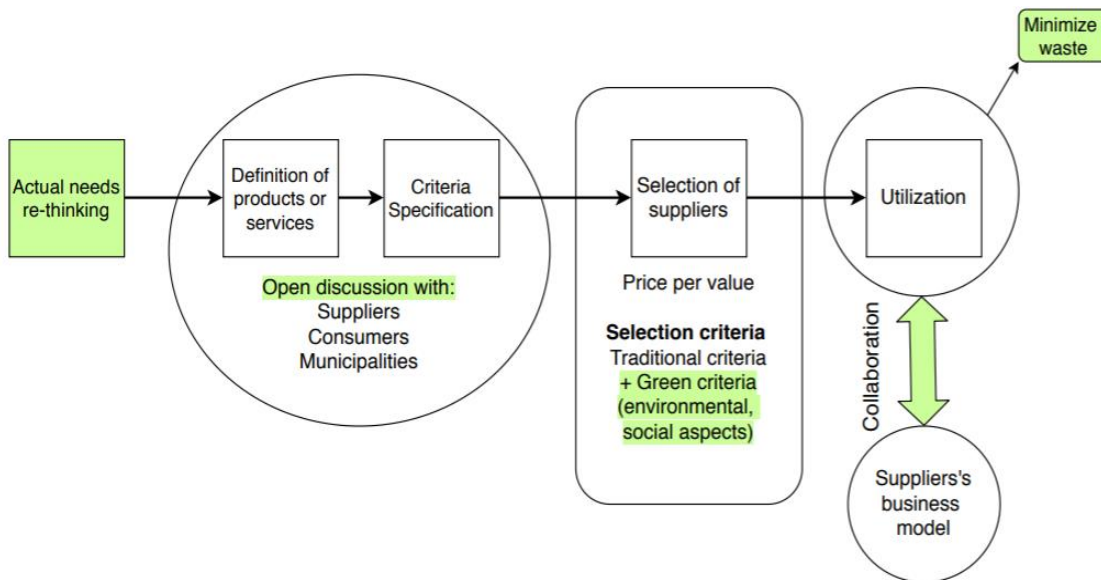 Minimize
waste
Actual needs
re-thinking
Definition of
products or
services
Criteria
Specification
Open discussion with:
Suppliers
Consumers
Municipalities
Selection of
suppliers
Price per value
Selection criteria
Traditional criteria
+ Green criteria
(environmental,
social aspects)
Utilization
Collaboration
Suppliers's
business
model